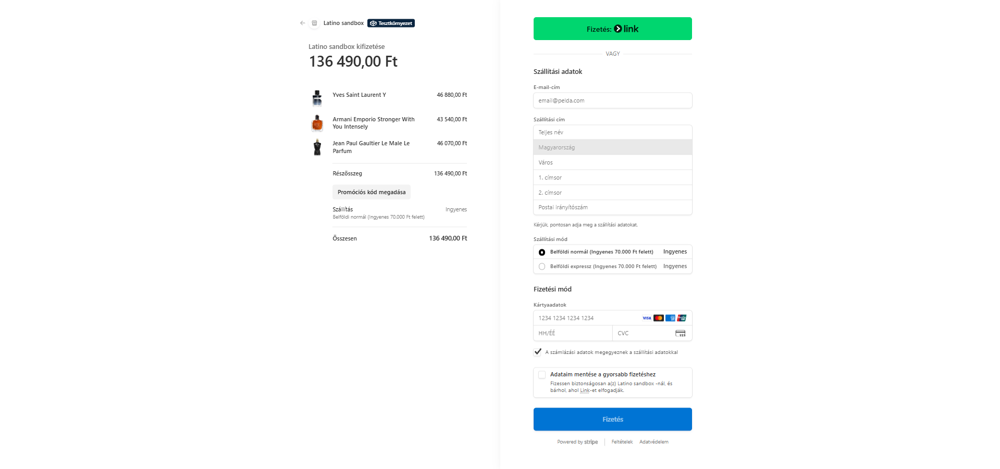 Latino sandbox Tesztkörnyezet
Latino sandbox kifizetése
136 490,00 Ft
Yves Saint Laurent Y 46 880,00 Ft
Armani Emporio Stronger With 43 540,00 Ft
You Intensely
Jean Paul Gaultier Le Male Le 46 070,00 Ft
Parfum
Részösszeg 136 490,00 Ft
Promóciós kód megadása
Szállítás Ingyenes
Belföldi normál (Ingyenes 70.000 Ft felett)
Összesen 136 490,00 Ft
Fizetés: link
VAGY
Szállítási adatok
E-mail-cím
email@pelda.com
Szállítási cím
Teljes név
Magyarország
Város
1. címsor
2. címsor
Postai irányítószám
Kérjük, pontosan adja meg a szállítási adatokat.
Szállítási mód
Belföldi normál (Ingyenes 70.000 Ft felett) Ingyenes
Belföldi expressz (Ingyenes 70.000 Ft felett) Ingyenes
Fizetési mód
Kártyaadatok
1234 1234 1234 1234 VISA
HH/ÉÉ CVC 123
A számlázási adatok megegyeznek a szállítási adatokkal
Adataim mentése a gyorsabb fizetéshez
Fizessen biztonságosan a(z) Latino sandbox -nál, és
bárhol, ahol Link-et elfogadják.
Fizetés
Powered by stripe Feltételek Adatvédelem